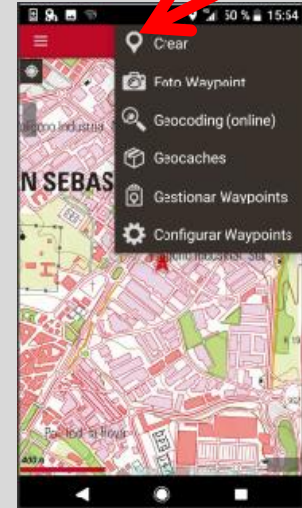 50 % 15:54
Crear
Foto Waypoint
Geocoding (online)
Geocaches
Gestionar Waypoints
Configurar Waypoints
N SEBAS